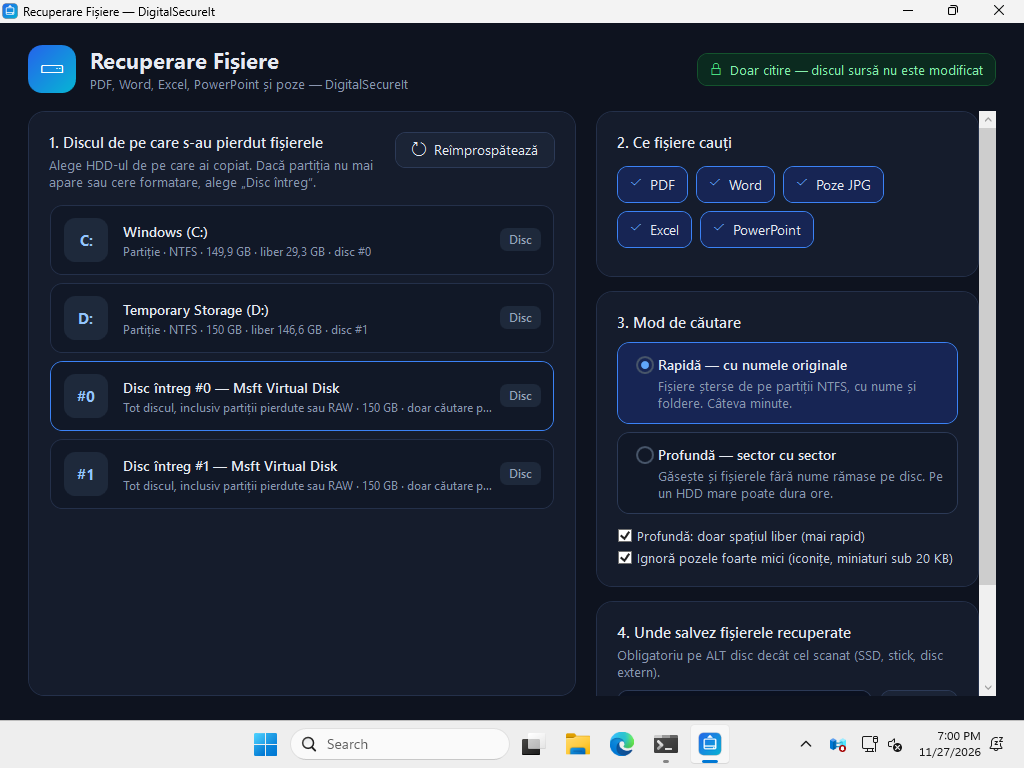 Recuperare Fișiere — DigitalSecureIt
Recuperare Fișiere
PDF, Word, Excel, PowerPoint și poze — DigitalSecureIt
Doar citire — discul sursă nu este modificat
1. Discul de pe care s-au pierdut fișierele
Alege HDD-ul de pe care ai copiat. Dacă partiția nu mai
apare sau cere formatare, alege „Disc întreg”.
Reîmprospătează
C:
Windows (C:)
Partiție · NTFS · 149,9 GB · liber 29,3 GB · disc #0
Disc
D:
Temporary Storage (D:)
Partiție · NTFS · 150 GB · liber 146,6 GB · disc #1
Disc
#0
Disc întreg #0 — Msft Virtual Disk
Tot discul, inclusiv partiții pierdute sau RAW · 150 GB · doar căutare p...
Disc
#1
Disc întreg #1 — Msft Virtual Disk
Tot discul, inclusiv partiții pierdute sau RAW · 150 GB · doar căutare p...
Disc
2. Ce fișiere cauți
PDF
Word
Poze JPG
Excel
PowerPoint
3. Mod de căutare
Rapidă — cu numele originale
Fișiere șterse de pe partiții NTFS, cu nume și
foldere. Câteva minute.
Profundă — sector cu sector
Găsește și fișierele fără nume rămase pe disc. Pe
un HDD mare poate dura ore.
Profundă: doar spațiul liber (mai rapid)
Ignoră pozele foarte mici (iconițe, miniaturi sub 20 KB)
4. Unde salvez fișierele recuperate
Obligatoriu pe ALT disc decât cel scanat (SSD, stick, disc
extern).
Search
7:00 PM
11/27/2026